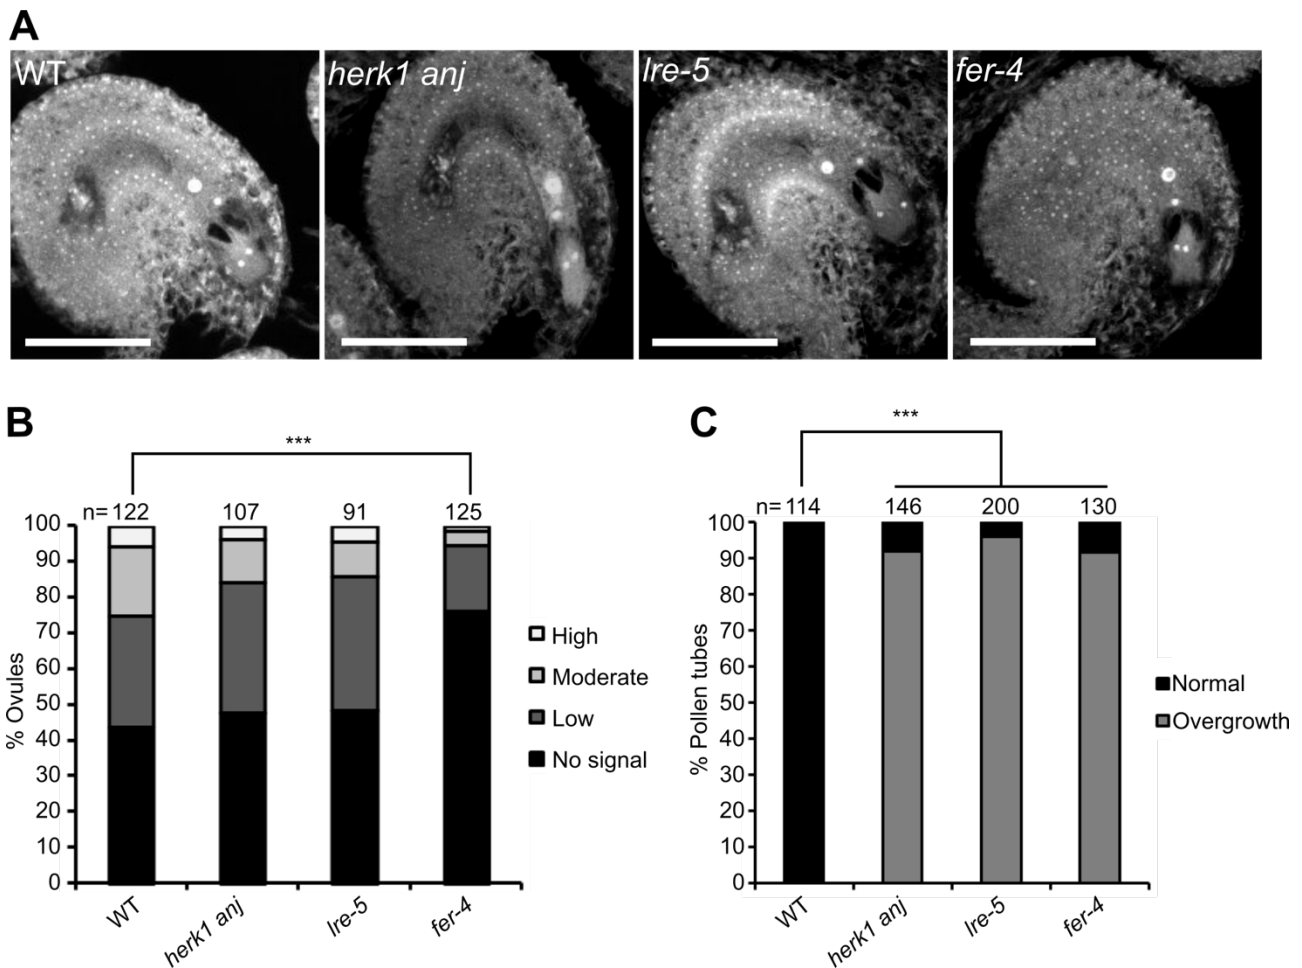 A
WT
herk1 anj
lre-5
fer-4
B
***
n= 122 107 91 125
100
90
80
70
60
50
40
30
20
10
0
% Ovules
WT
herk1 anj
lre-5
fer-4
High
Moderate
Low
No signal
C
***
n= 114 146 200 130
100
90
80
70
60
50
40
30
20
10
0
% Pollen tubes
WT
herk1 anj
lre-5
fer-4
Normal
Overgrowth